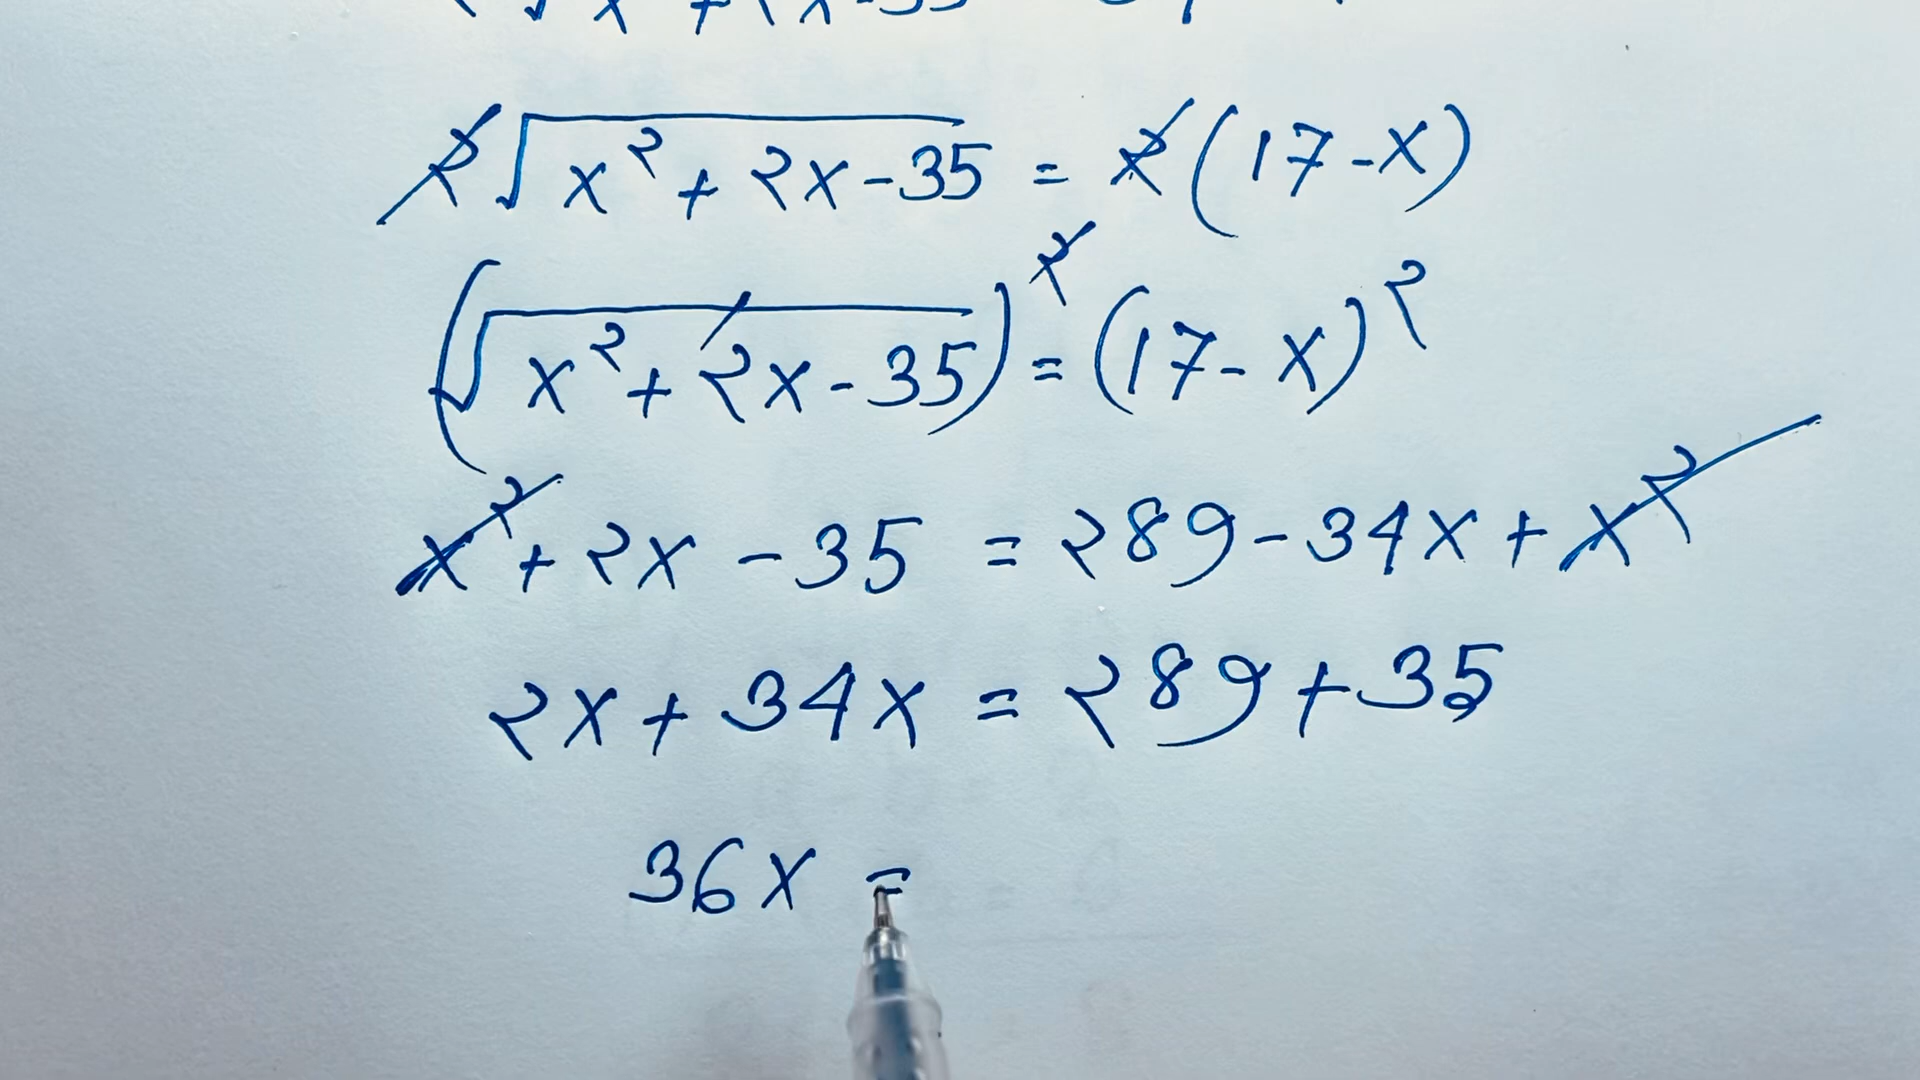 2√x² + 2x - 35 = 2(17 - x)
(√x² + 2x - 35)² = (17 - x)²
x² + 2x - 35 = 289 - 34x + x²
2x + 34x = 289 + 35
36x =